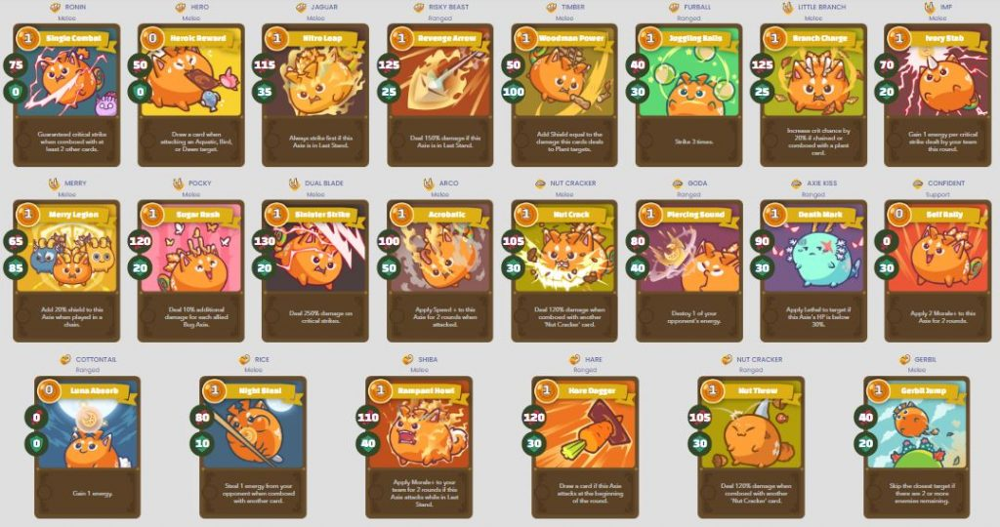 RONIN
Melee
1
Single Combat
75
0
Guaranteed critical strike
when comboed with at
least 2 other cards.
HERO
Melee
0
Heroic Reward
50
0
Draw a card when
attacking an Aquatic, Bird,
or Dawn target.
JAGUAR
Melee
1
Nitro Leap
115
35
Always strike first if this
Axie is in Last Stand.
RISKY BEAST
Ranged
1
Revenge Arrow
125
25
Deal 150% damage if this
Axie is in Last Stand.
TIMBER
Melee
1
Woodman Power
50
100
Add Shield equal to the
damage this cards deals
to Plant targets.
FURBALL
Ranged
1
Juggling Balls
40
30
Strike 3 times.
LITTLE BRANCH
Melee
1
Branch Charge
125
25
Increase crit chance by
20% if chained or
comboed with a plant
card.
IMP
Melee
1
Ivory Stab
70
20
Gain 1 energy per critical
strike dealt by your team
this round.
MERRY
Melee
1
Merry Legion
65
85
Add 20% shield to this
Axie when played in a
chain.
POCKY
Melee
1
Sugar Rush
120
20
Deal 10% additional
damage for each allied
Bug Axie.
DUAL BLADE
Melee
1
Sinister Strike
130
20
Deal 250% damage on
critical strikes.
ARCO
Melee
1
Acrobatic
100
50
Apply Speed + to this
Axie for 2 rounds when
attacked.
NUT CRACKER
Melee
1
Nut Crack
105
30
Deal 120% damage when
comboed with another
'Nut Cracker' card.
GODA
Ranged
1
Piercing Sound
80
40
Destroy 1 of your
opponent's energy.
AXIE KISS
Ranged
1
Death Mark
90
30
Apply Lethal to target if
this Axie's HP is below
30%.
CONFIDENT
Support
0
Self Rally
0
30
Apply 2 Morale+ to this
Axie for 2 rounds.
COTTONTAIL
Ranged
0
Luna Absorb
0
0
Gain 1 energy.
RICE
Melee
1
Night Steal
80
10
Steal 1 energy from your
opponent when comboed
with another card.
SHIBA
Melee
1
Rampant Howl
110
40
Apply Morale+ to your
team for 2 rounds if this
Axie attacks while in Last
Stand.
HARE
Melee
1
Hare Dagger
120
30
Draw a card if this Axie
attacks at the beginning
of the round.
NUT CRACKER
Melee
1
Nut Throw
105
30
Deal 120% damage when
comboed with another
'Nut Cracker' card.
GERBIL
Melee
1
Gerbil Jump
40
20
Skip the closest target if
there are 2 or more
enemies remaining.